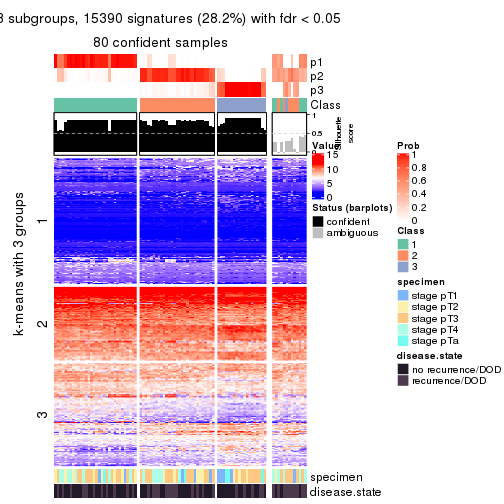 3 subgroups, 15390 signatures (28.2%) with fdr < 0.05
80 confident samples
p1
p2
p3
Class
1
0.5
0
Silhouette
score
k-means with 3 groups
1
2
3
Value
15
10
5
0
Status (barplots)
confident
ambiguous
Prob
1
0.8
0.6
0.4
0.2
0
Class
1
2
3
specimen
stage pT1
stage pT2
stage pT3
stage pT4
stage pTa
disease.state
no recurrence/DOD
recurrence/DOD
specimen
disease.state